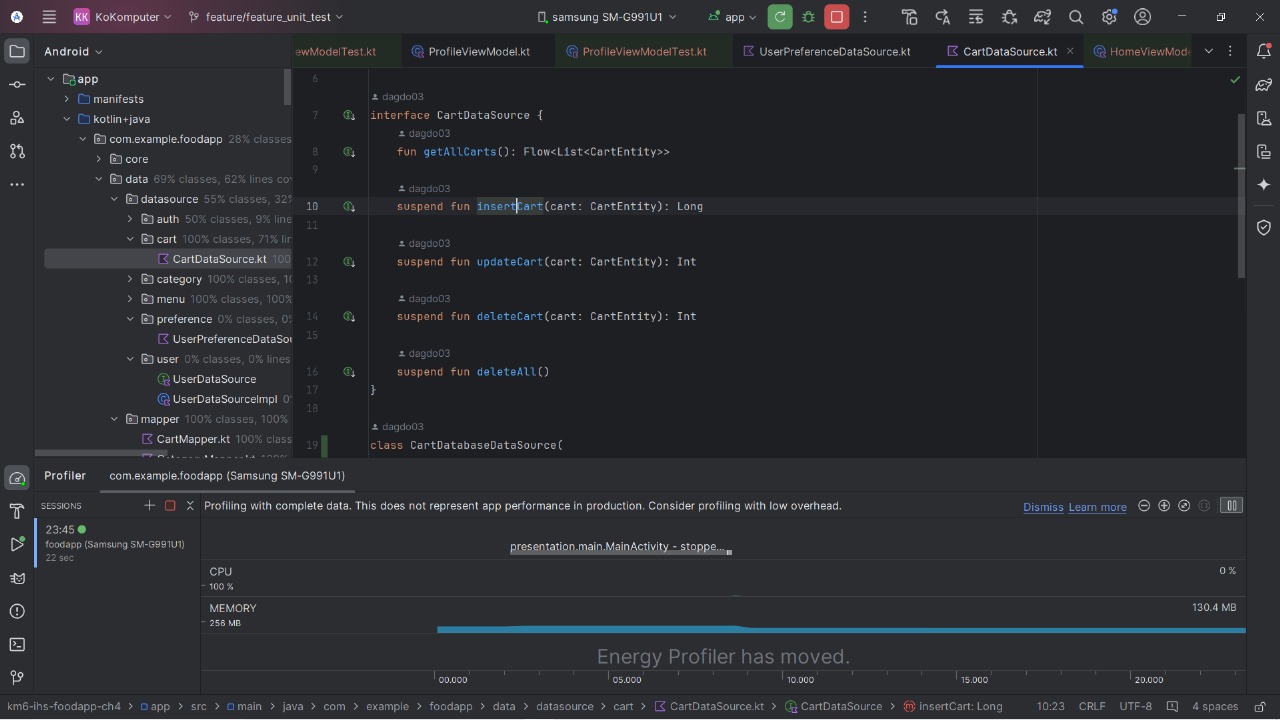 KK KoKomputer feature/feature_unit_test samsung SM-G991U1 app
Android
ewModelTest.kt ProfileViewModel.kt ProfileViewModelTest.kt UserPreferenceDataSource.kt CartDataSource.kt HomeViewMod
app
manifests
kotlin+java
com.example.foodapp 28% classes
core
data 69% classes, 62% lines co
datasource 55% classes, 32%
auth 50% classes, 9% line
cart 100% classes, 71% lin
CartDataSource.kt 100
category 100% classes, 10
menu 100% classes, 100%
preference 0% classes, 0%
UserPreferenceDataSou
user 0% classes, 0% lines
UserDataSource
UserDataSourceImpl 0%
mapper 100% classes, 100%
CartMapper.kt 100% class
6
dagdo03
7 interface CartDataSource {
dagdo03
8 fun getAllCarts(): Flow<List<CartEntity>>
9
dagdo03
10 suspend fun insertCart(cart: CartEntity): Long
11
dagdo03
12 suspend fun updateCart(cart: CartEntity): Int
13
dagdo03
14 suspend fun deleteCart(cart: CartEntity): Int
15
dagdo03
16 suspend fun deleteAll()
17 }
18
dagdo03
19 class CartDatabaseDataSource(
Profiler com.example.foodapp (Samsung SM-G991U1)
SESSIONS
23:45
foodapp (Samsung SM-G991U1)
22 sec
Profiling with complete data. This does not represent app performance in production. Consider profiling with low overhead. Dismiss Learn more
presentation.main.MainActivity - stoppe...
CPU 0 %
100 %
MEMORY 130.4 MB
256 MB
Energy Profiler has moved.
00.000 05.000 10.000 15.000 20.000
km6-ihs-foodapp-ch4 > app > src > main > java > com > example > foodapp > data > datasource > cart > CartDataSource.kt > CartDataSource > insertCart: Long 10:23 CRLF UTF-8 4 spaces